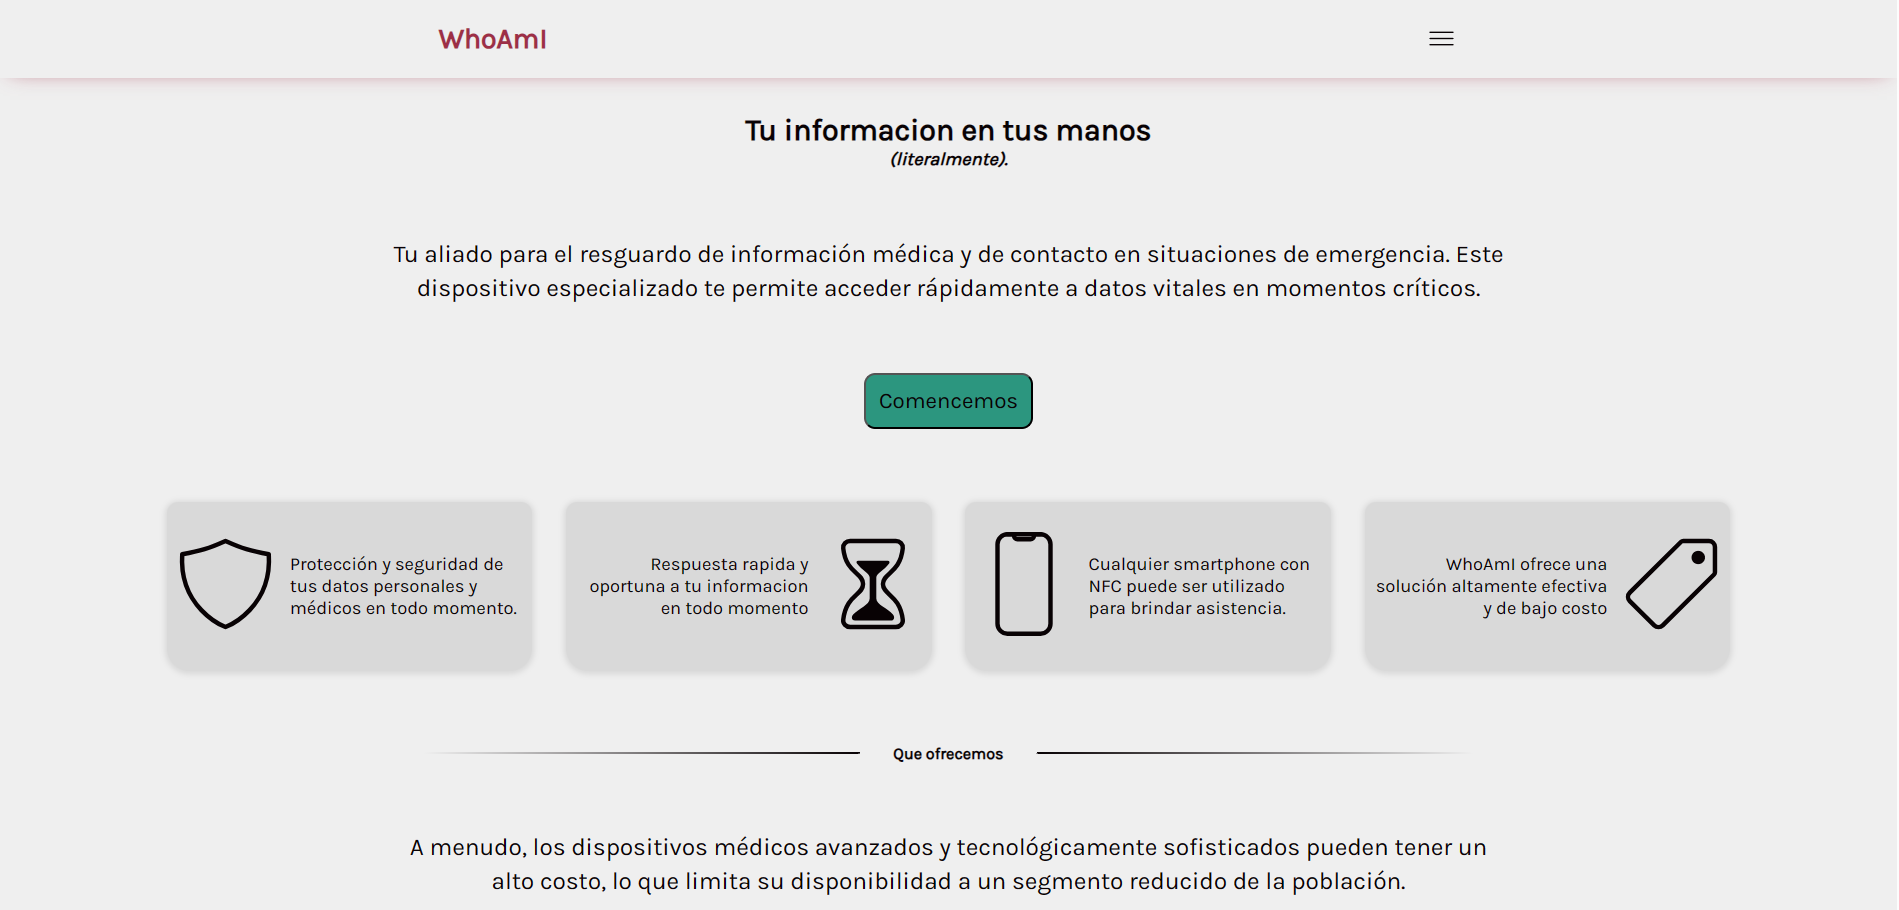 WhoAmI
Tu informacion en tus manos
(literalmente).
Tu aliado para el resguardo de información médica y de contacto en situaciones de emergencia. Este
dispositivo especializado te permite acceder rápidamente a datos vitales en momentos críticos.
Comencemos
Protección y seguridad de
tus datos personales y
médicos en todo momento.
Respuesta rapida y
oportuna a tu informacion
en todo momento
Cualquier smartphone con
NFC puede ser utilizado
para brindar asistencia.
WhoAmI ofrece una
solución altamente efectiva
y de bajo costo
Que ofrecemos
A menudo, los dispositivos médicos avanzados y tecnológicamente sofisticados pueden tener un
alto costo, lo que limita su disponibilidad a un segmento reducido de la población.